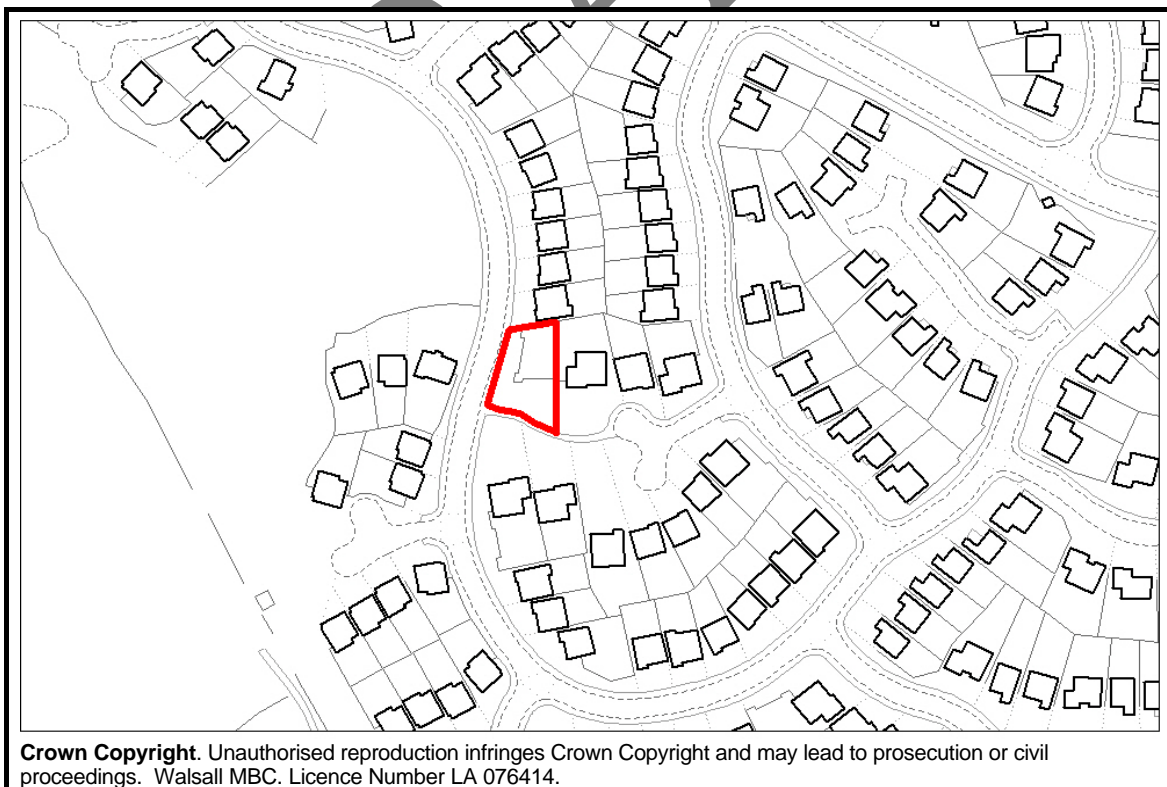 Crown Copyright. Unauthorised reproduction infringes Crown Copyright and may lead to prosecution or civil
proceedings. Walsall MBC. Licence Number LA 076414.